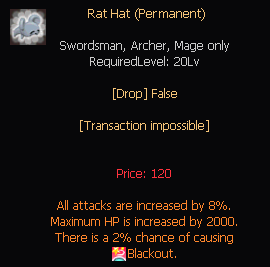 Rat Hat (Permanent)
Swordsman, Archer, Mage only
RequiredLevel: 20Lv
[Drop] False
[Transaction impossible]
Price: 120
All attacks are increased by 8%.
Maximum HP is increased by 2000.
There is a 2% chance of causing
Blackout.